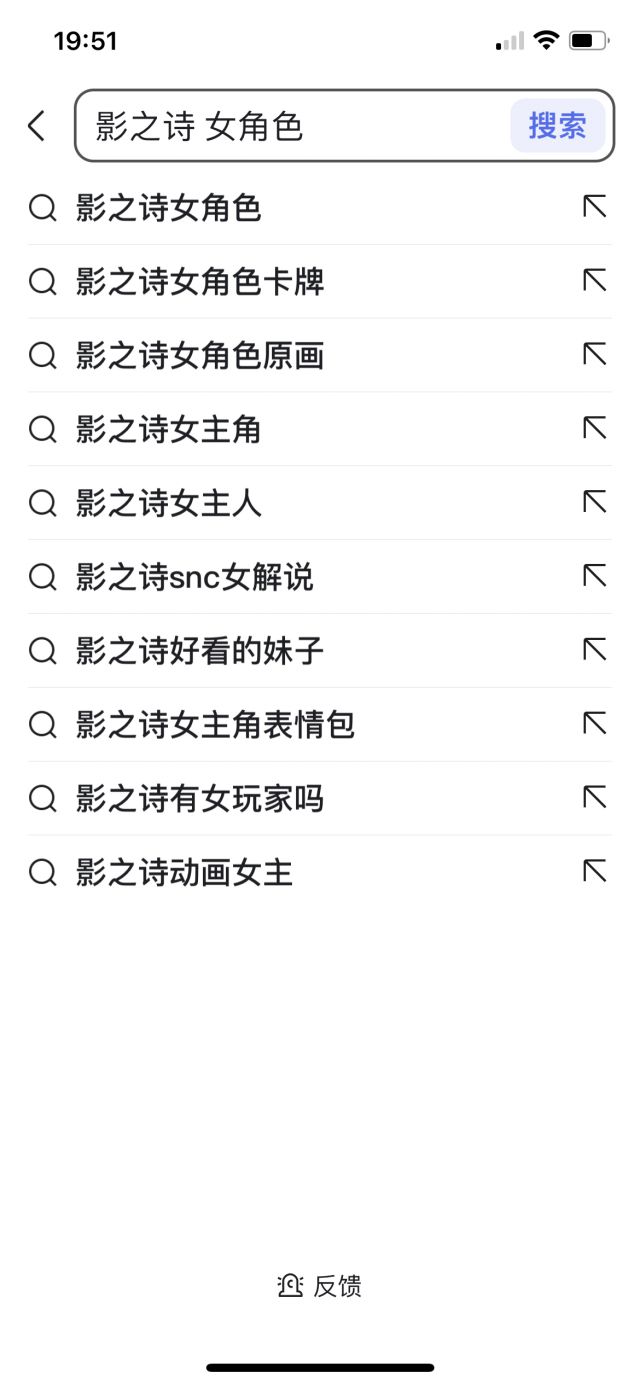 19:51
影之诗 女角色 搜索
影之诗女角色
影之诗女角色卡牌
影之诗女角色原画
影之诗女主角
影之诗女主人
影之诗snc女解说
影之诗好看的妹子
影之诗女主角表情包
影之诗有女玩家吗
影之诗动画女主
反馈